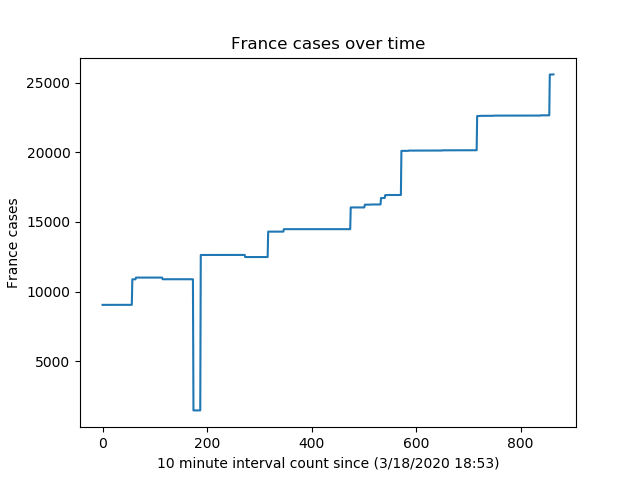 France cases over time
25000
20000
15000
10000
5000
France cases
0 200 400 600 800
10 minute interval count since (3/18/2020 18:53)